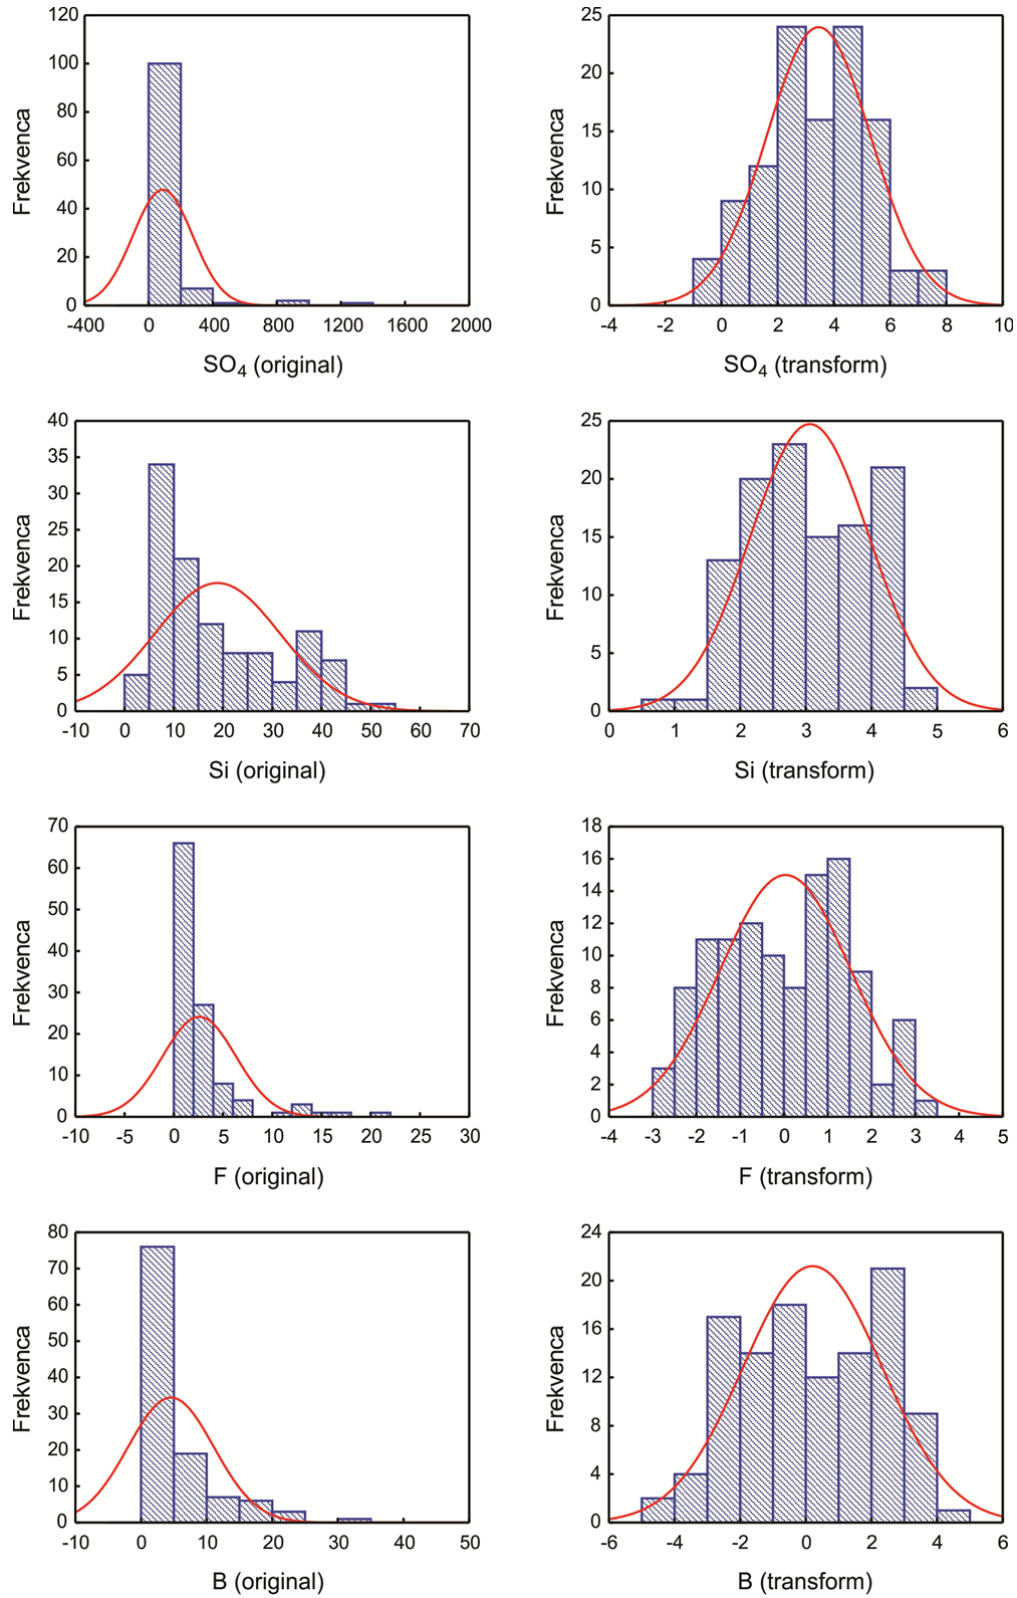 120
100
80
60
40
20
0
Frekvenca
-400 0 400 800 1200 1600 2000
SO₄ (original)
25
20
15
10
5
0
Frekvenca
-4 -2 0 2 4 6 8 10
SO₄ (transform)
40
35
30
25
20
15
10
5
0
Frekvenca
-10 0 10 20 30 40 50 60 70
Si (original)
25
20
15
10
5
0
Frekvenca
0 1 2 3 4 5 6
Si (transform)
70
60
50
40
30
20
10
0
Frekvenca
-10 -5 0 5 10 15 20 25 30
F (original)
18
16
14
12
10
8
6
4
2
0
Frekvenca
-4 -3 -2 -1 0 1 2 3 4 5
F (transform)
80
70
60
50
40
30
20
10
0
Frekvenca
-10 0 10 20 30 40 50
B (original)
24
20
16
12
8
4
0
Frekvenca
-6 -4 -2 0 2 4 6
B (transform)